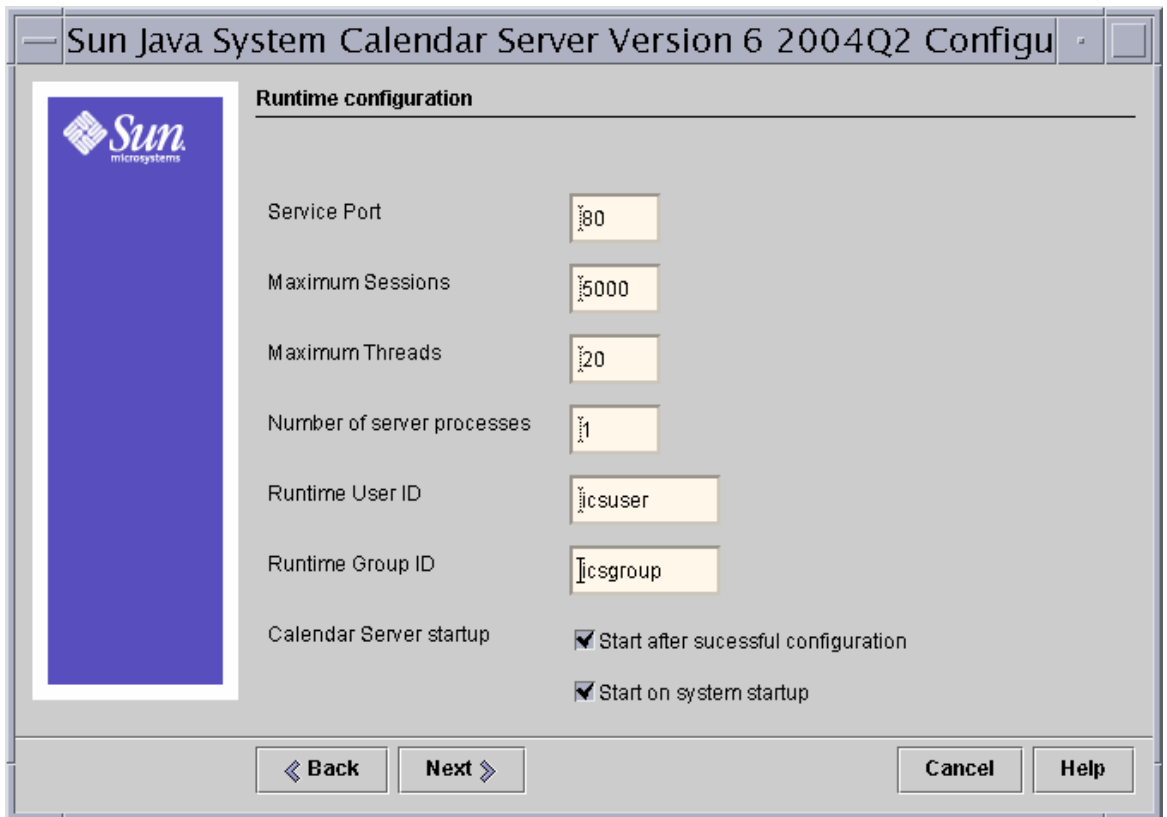 Sun Java System Calendar Server Version 6 2004Q2 Configu
Sun
microsystems
Runtime configuration
Service Port 80
Maximum Sessions 5000
Maximum Threads 20
Number of server processes 1
Runtime User ID icsuser
Runtime Group ID icsgroup
Calendar Server startup Start after sucessful configuration
Start on system startup
Back Next Cancel Help